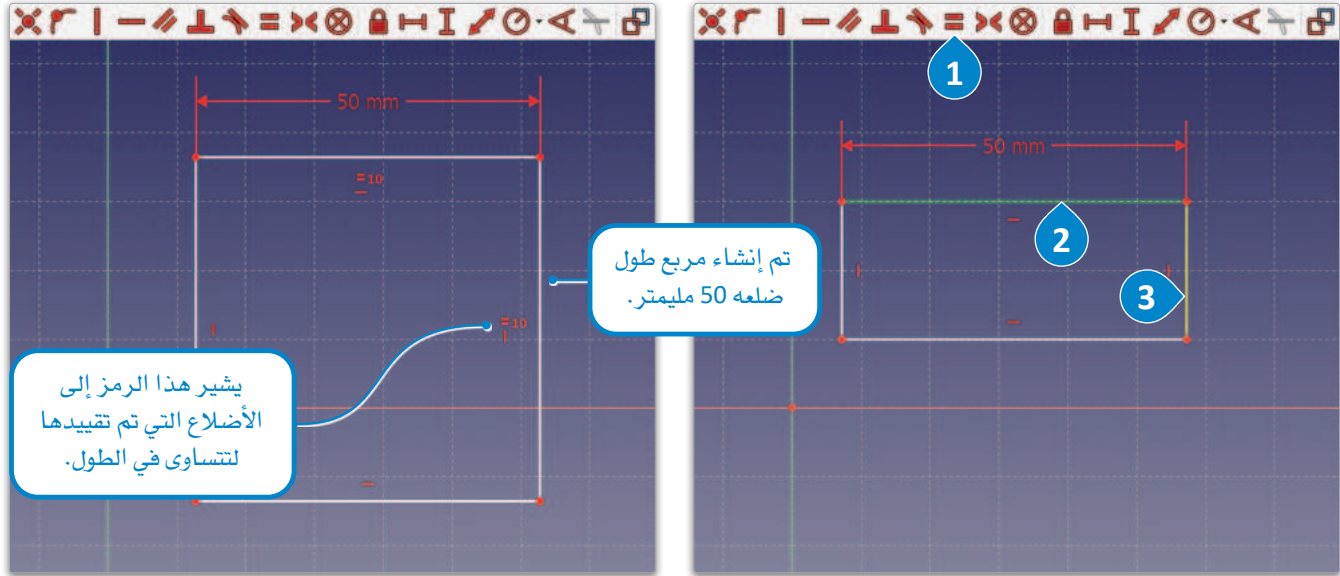 1
50 mm
2
3
50 mm
=10
=10
تم إنشاء مربع طول
ضلعه 50 مليمتر.
يشير هذا الرمز إلى
الأضلاع التي تم تقييدها
لتتساوى في الطول.